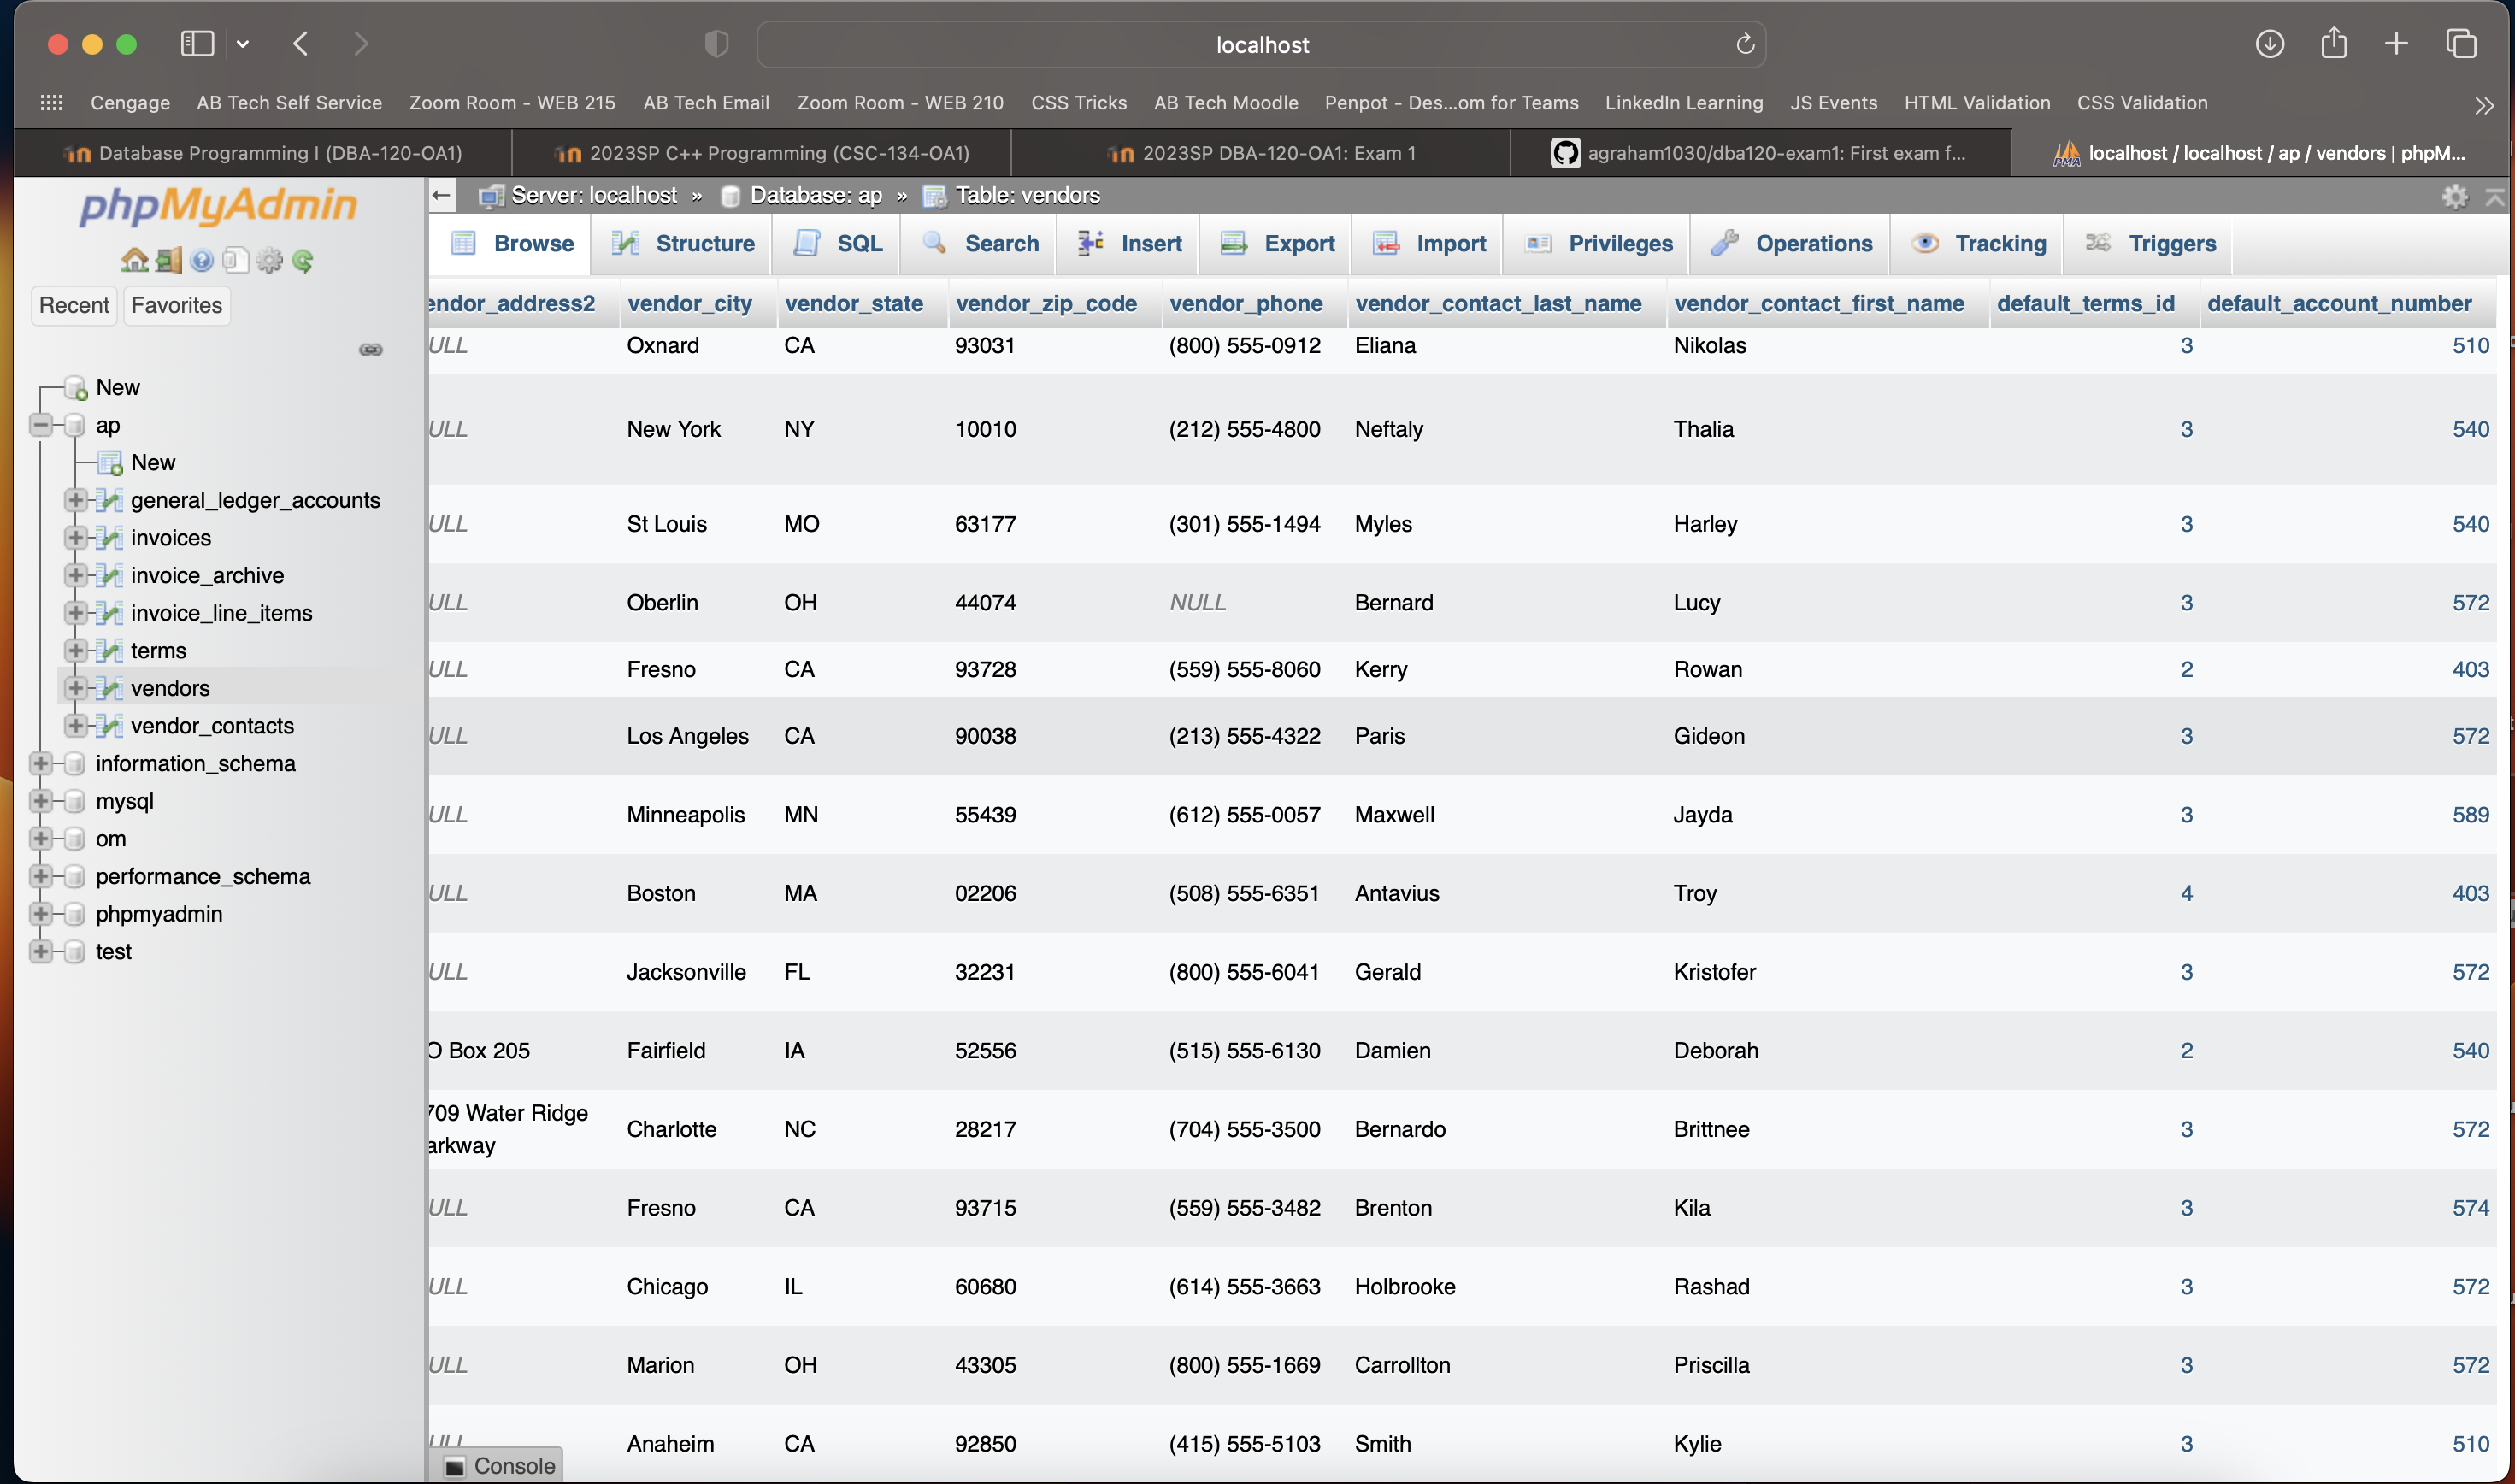 localhost
Cengage AB Tech Self Service Zoom Room - WEB 215 AB Tech Email Zoom Room - WEB 210 CSS Tricks AB Tech Moodle Penpot - Des...om for Teams LinkedIn Learning JS Events HTML Validation CSS Validation
Database Programming I (DBA-120-OA1) 2023SP C++ Programming (CSC-134-OA1) 2023SP DBA-120-OA1: Exam 1 agraham1030/dba120-exam1: First exam f... localhost / localhost / ap / vendors | phpM...
phpMyAdmin
Recent Favorites
New
ap
New
general_ledger_accounts
invoices
invoice_archive
invoice_line_items
terms
vendors
vendor_contacts
information_schema
mysql
om
performance_schema
phpmyadmin
test
Server: localhost » Database: ap » Table: vendors
Browse Structure SQL Search Insert Export Import Privileges Operations Tracking Triggers
endor_address2 vendor_city vendor_state vendor_zip_code vendor_phone vendor_contact_last_name vendor_contact_first_name default_terms_id default_account_number
ULL Oxnard CA 93031 (800) 555-0912 Eliana Nikolas 3 510
ULL New York NY 10010 (212) 555-4800 Neftaly Thalia 3 540
ULL St Louis MO 63177 (301) 555-1494 Myles Harley 3 540
ULL Oberlin OH 44074 NULL Bernard Lucy 3 572
ULL Fresno CA 93728 (559) 555-8060 Kerry Rowan 2 403
ULL Los Angeles CA 90038 (213) 555-4322 Paris Gideon 3 572
ULL Minneapolis MN 55439 (612) 555-0057 Maxwell Jayda 3 589
ULL Boston MA 02206 (508) 555-6351 Antavius Troy 4 403
ULL Jacksonville FL 32231 (800) 555-6041 Gerald Kristofer 3 572
O Box 205 Fairfield IA 52556 (515) 555-6130 Damien Deborah 2 540
709 Water Ridge
arkway Charlotte NC 28217 (704) 555-3500 Bernardo Brittnee 3 572
ULL Fresno CA 93715 (559) 555-3482 Brenton Kila 3 574
ULL Chicago IL 60680 (614) 555-3663 Holbrooke Rashad 3 572
ULL Marion OH 43305 (800) 555-1669 Carrollton Priscilla 3 572
ULL Anaheim CA 92850 (415) 555-5103 Smith Kylie 3 510
Console